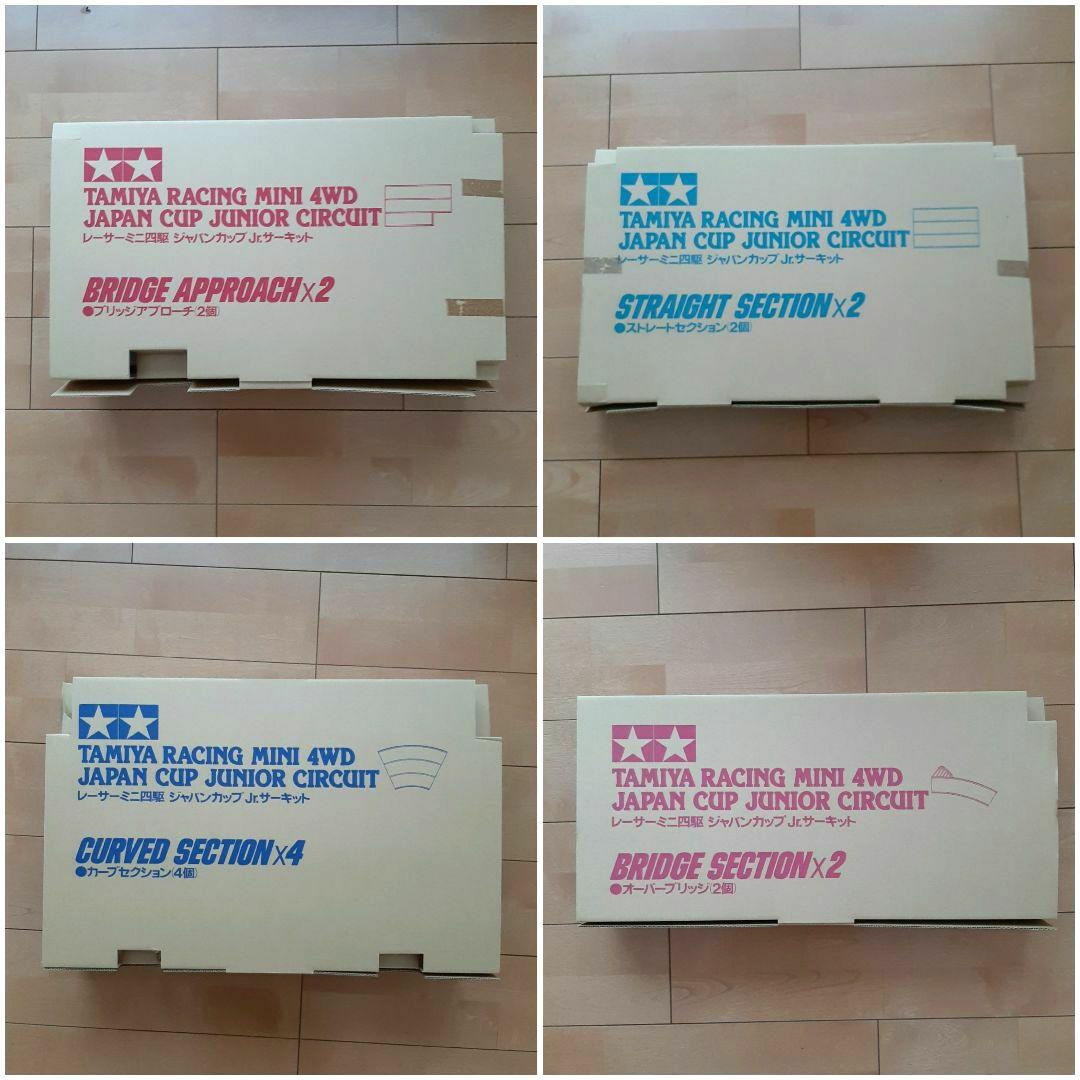 TAMIYA RACING MINI 4WD
JAPAN CUP JUNIOR CIRCUIT
レーサーミニ四駆 ジャパンカップ Jr.サーキット
BRIDGE APPROACH×2
●ブリッジアプローチ(2個)
TAMIYA RACING MINI 4WD
JAPAN CUP JUNIOR CIRCUIT
レーサーミニ四駆 ジャパンカップ Jr.サーキット
STRAIGHT SECTION×2
●ストレートセクション(2個)
TAMIYA RACING MINI 4WD
JAPAN CUP JUNIOR CIRCUIT
レーサーミニ四駆 ジャパンカップ Jr.サーキット
CURVED SECTION×4
●カーブセクション(4個)
TAMIYA RACING MINI 4WD
JAPAN CUP JUNIOR CIRCUIT
レーサーミニ四駆 ジャパンカップ Jr.サーキット
BRIDGE SECTION×2
●オーバーブリッジ(2個)